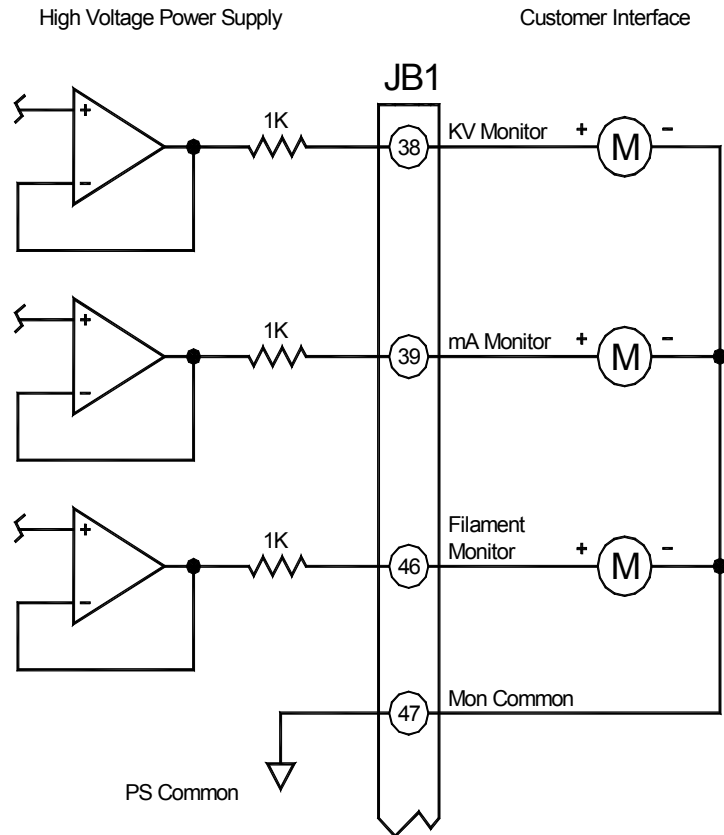 High Voltage Power Supply
Customer Interface
JB1
+
-
1K
38
KV Monitor
+
M
-
+
-
1K
39
mA Monitor
+
M
-
+
-
1K
46
Filament
Monitor
+
M
-
47
Mon Common
PS Common